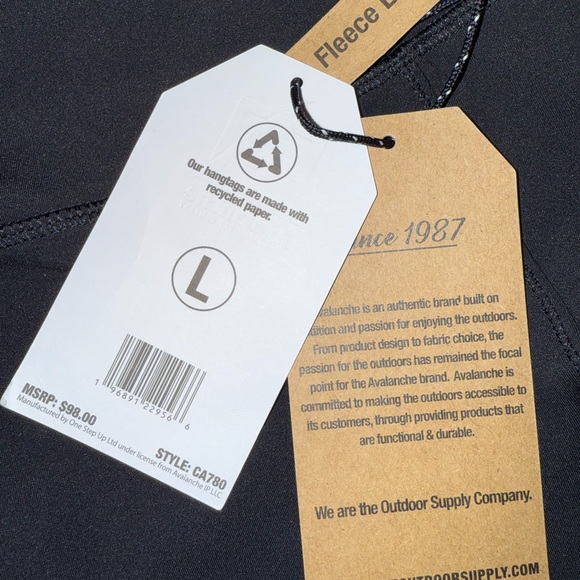 Fleece
Our hangtags are made with
recycled paper.
L
1 96891 22956 6
MSRP: $98.00
STYLE: CA780
Manufactured by One Step Up Ltd under license from Avalanche IP LLC
since 1987
Avalanche is an authentic brand built on
tradition and passion for enjoying the outdoors.
From product design to fabric choice, the
passion for the outdoors has remained the focal
point for the Avalanche brand. Avalanche is
committed to making the outdoors accessible to
its customers, through providing products that
are functional & durable.
We are the Outdoor Supply Company.
OUTDOORSUPPLY.COM